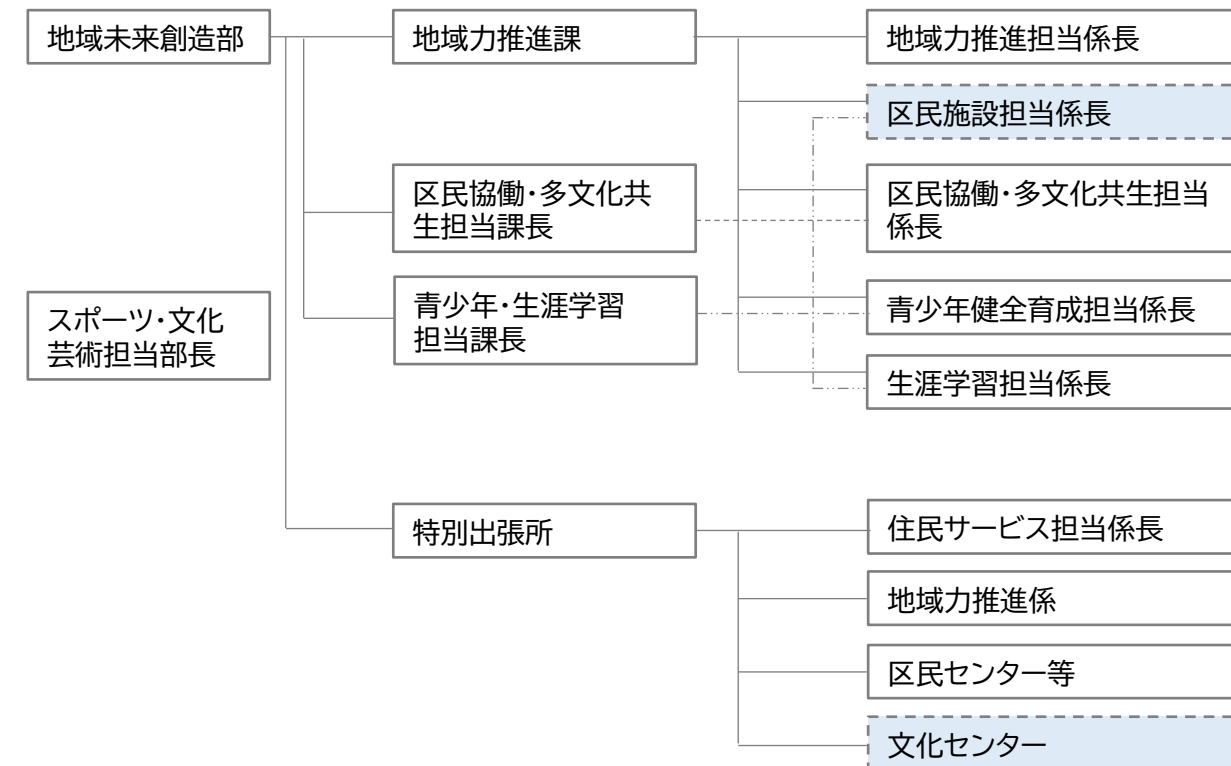 地域未来創造部
地域力推進課
地域力推進担当係長
区民施設担当係長
区民協働・多文化共
生担当課長
区民協働・多文化共生担当
係長
スポーツ・文化
芸術担当部長
青少年・生涯学習
担当課長
青少年健全育成担当係長
生涯学習担当係長
特別出張所
住民サービス担当係長
地域力推進係
区民センター等
文化センター